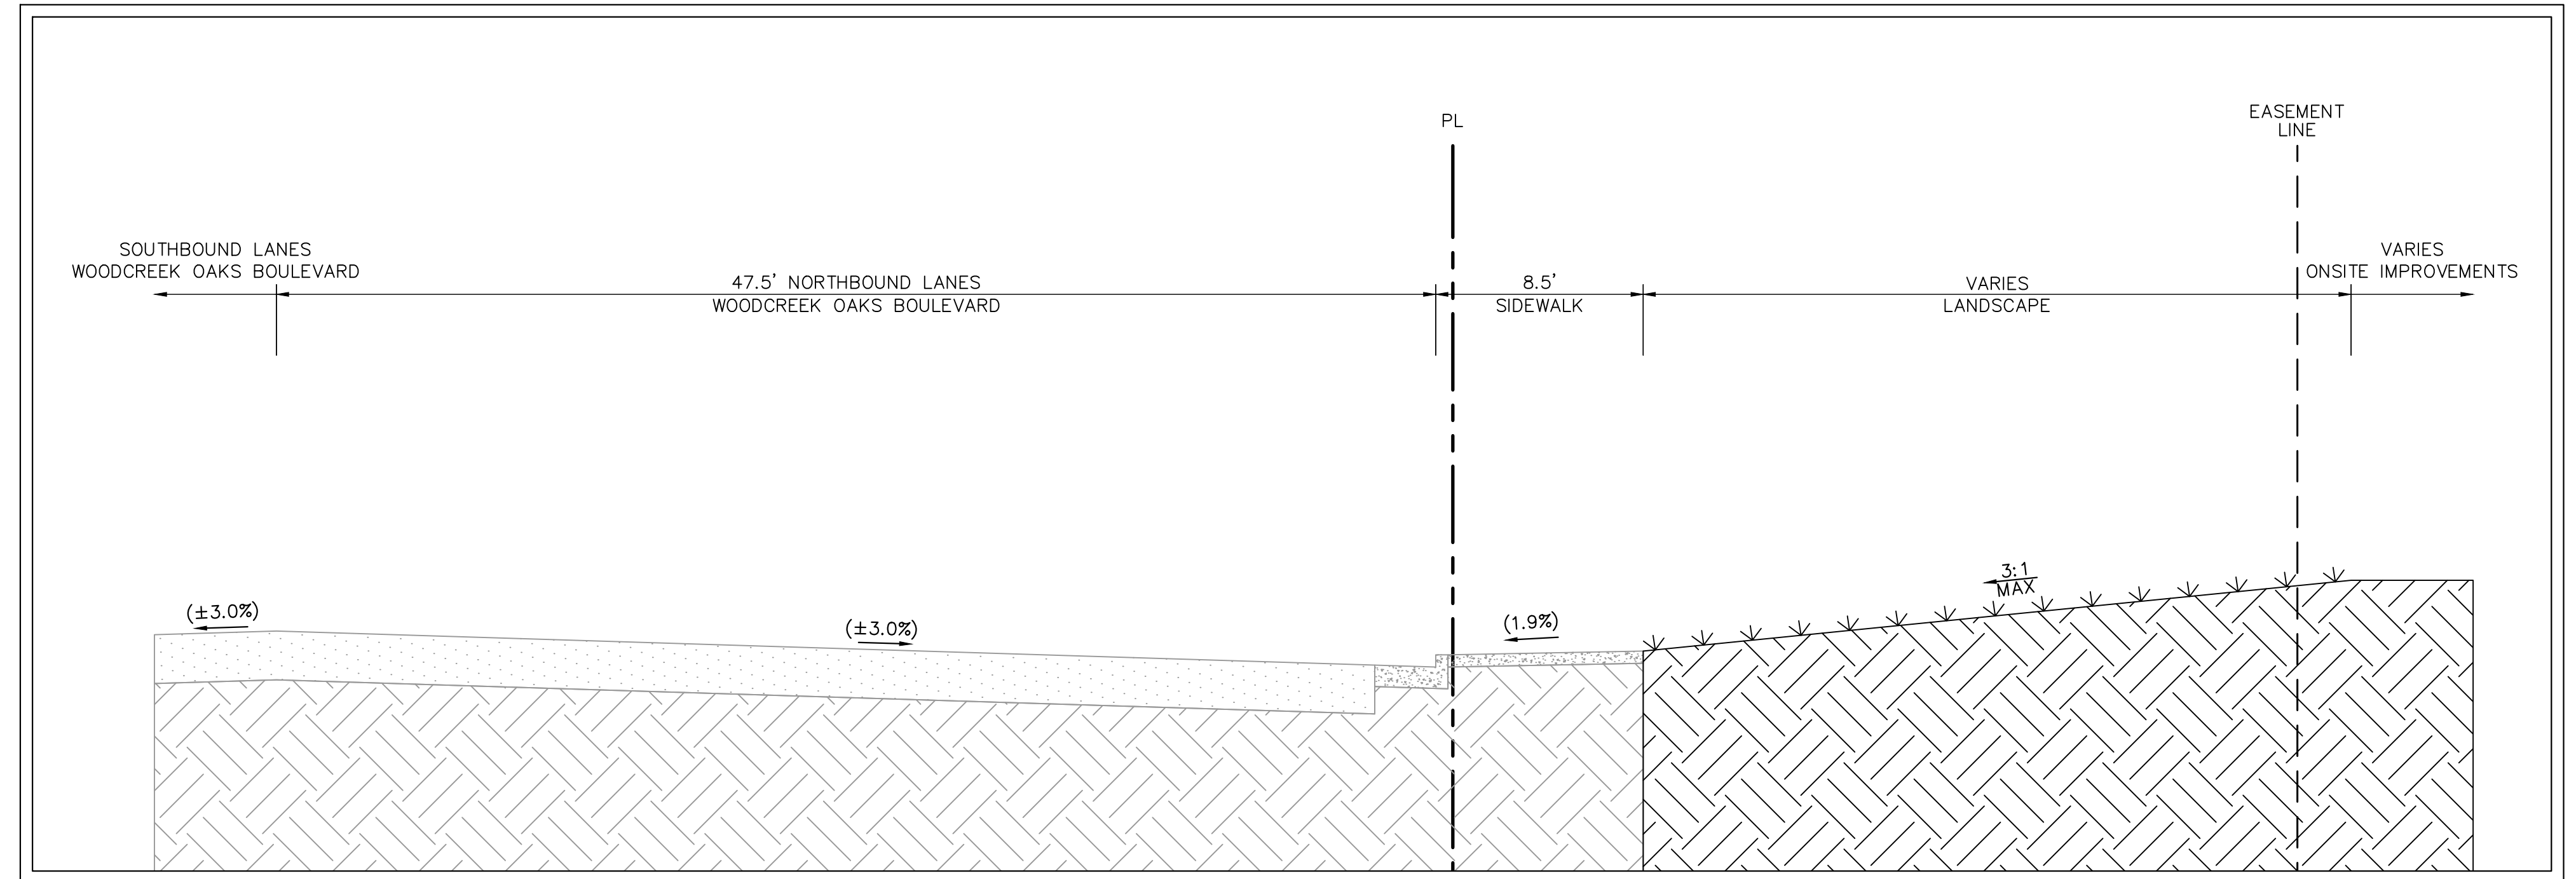 PL
EASEMENT
LINE
SOUTHBOUND LANES
WOODCREEK OAKS BOULEVARD
47.5' NORTHBOUND LANES
WOODCREEK OAKS BOULEVARD
8.5'
SIDEWALK
VARIES
LANDSCAPE
VARIES
ONSITE IMPROVEMENTS
(±3.0%)
(±3.0%)
(1.9%)
3:1
MAX